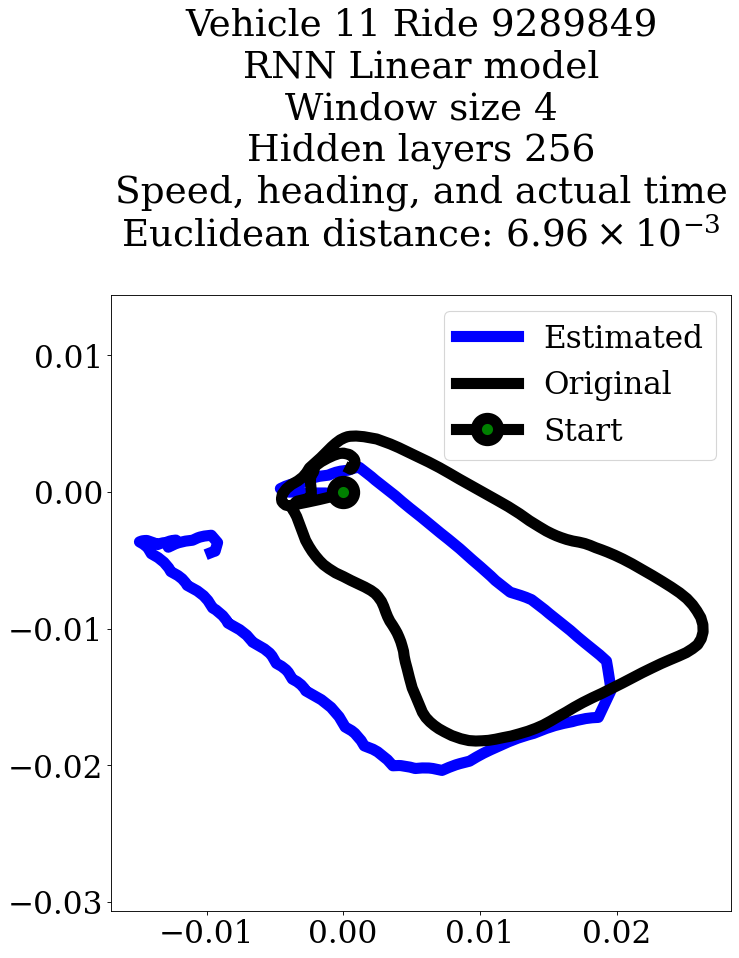 Vehicle 11 Ride 9289849
RNN Linear model
Window size 4
Hidden layers 256
Speed, heading, and actual time
Euclidean distance: 6.96 × 10⁻³
Estimated
Original
Start
0.01
0.00
−0.01
−0.02
−0.03
−0.01 0.00 0.01 0.02